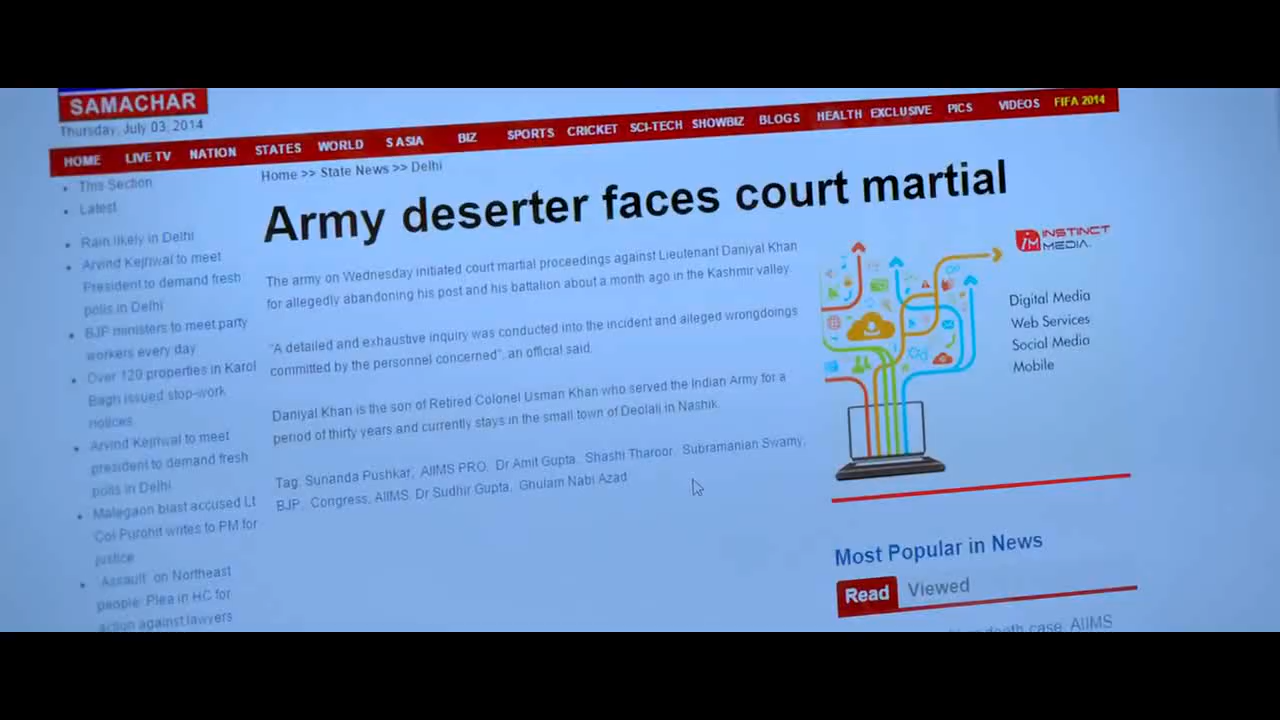 SAMACHAR
Thursday, July 03, 2014
HOME LIVE TV NATION STATES WORLD S ASIA BIZ SPORTS CRICKET SCI-TECH SHOWBIZ BLOGS HEALTH EXCLUSIVE PICS VIDEOS FIFA 2014
This Section
Latest
Rain likely in Delhi
Arvind Kejriwal to meet
President to demand fresh
polls in Delhi
BJP ministers to meet party
workers every day
Over 120 properties in Karol
Bagh issued stop-work
notices
Arvind Kejriwal to meet
president to demand fresh
polls in Delhi
Malegaon blast accused Lt
Col Purohit writes to PM for
justice
'Assault' on Northeast
people: Plea in HC for
action against lawyers
Home >> State News >> Delhi
Army deserter faces court martial
The army on Wednesday initiated court martial proceedings against Lieutenant Daniyal Khan
for allegedly abandoning his post and his battalion about a month ago in the Kashmir valley.
"A detailed and exhaustive inquiry was conducted into the incident and alleged wrongdoings
committed by the personnel concerned", an official said.
Daniyal Khan is the son of Retired Colonel Usman Khan who served the Indian Army for a
period of thirty years and currently stays in the small town of Deolali in Nashik.
Tag: Sunanda Pushkar, AIIMS PRO, Dr Amit Gupta, Shashi Tharoor, Subramanian Swamy,
BJP, Congress, AIIMS, Dr Sudhir Gupta, Ghulam Nabi Azad
INSTINCT
MEDIA
Digital Media
Web Services
Social Media
Mobile
Most Popular in News
Read Viewed
death case, AIIMS